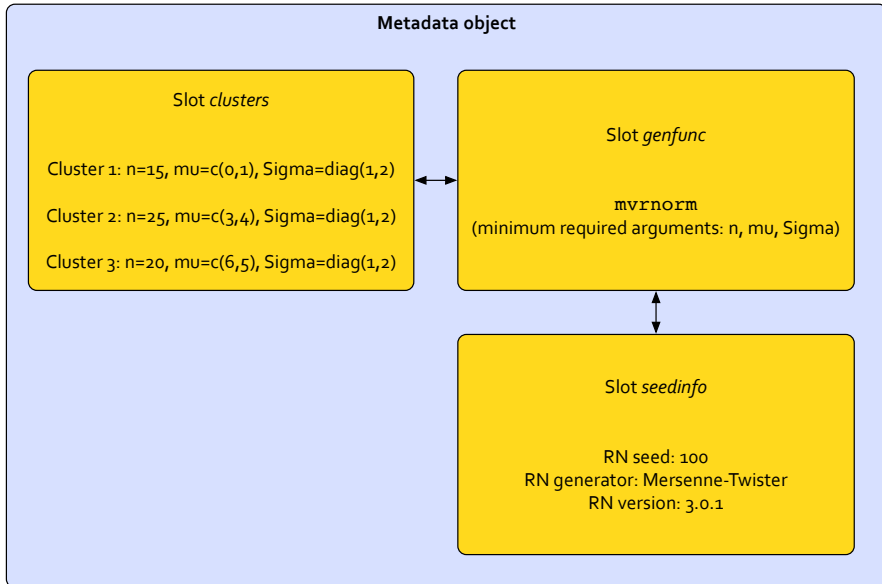 Metadata object
Slot clusters
Cluster 1: n=15, mu=c(0,1), Sigma=diag(1,2)
Cluster 2: n=25, mu=c(3,4), Sigma=diag(1,2)
Cluster 3: n=20, mu=c(6,5), Sigma=diag(1,2)
Slot genfunc
mvrnorm
(minimum required arguments: n, mu, Sigma)
Slot seedinfo
RN seed: 100
RN generator: Mersenne-Twister
RN version: 3.0.1